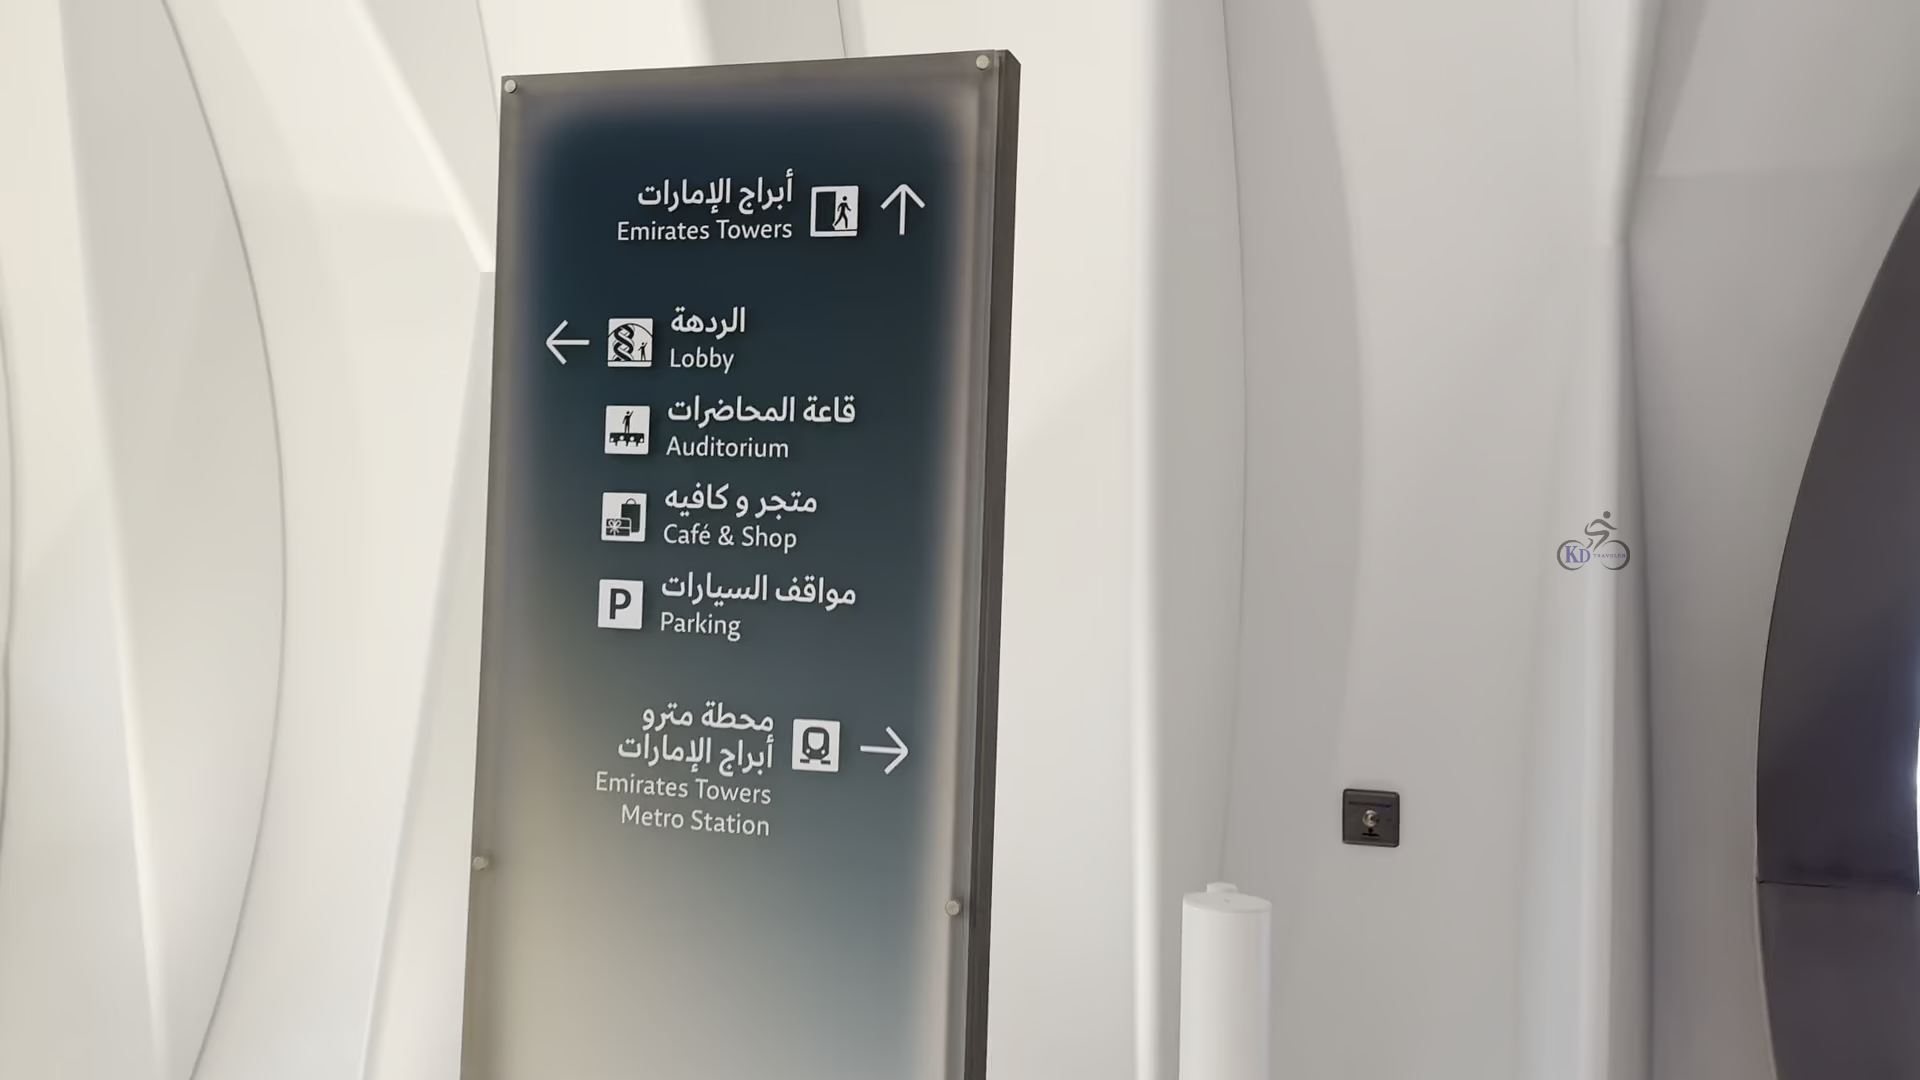 أبراج الإمارات
Emirates Towers
الردهة
Lobby
قاعة المحاضرات
Auditorium
متجر و كافيه
Café & Shop
P
مواقف السيارات
Parking
محطة مترو
أبراج الإمارات
Emirates Towers
Metro Station
KD TRAVELER